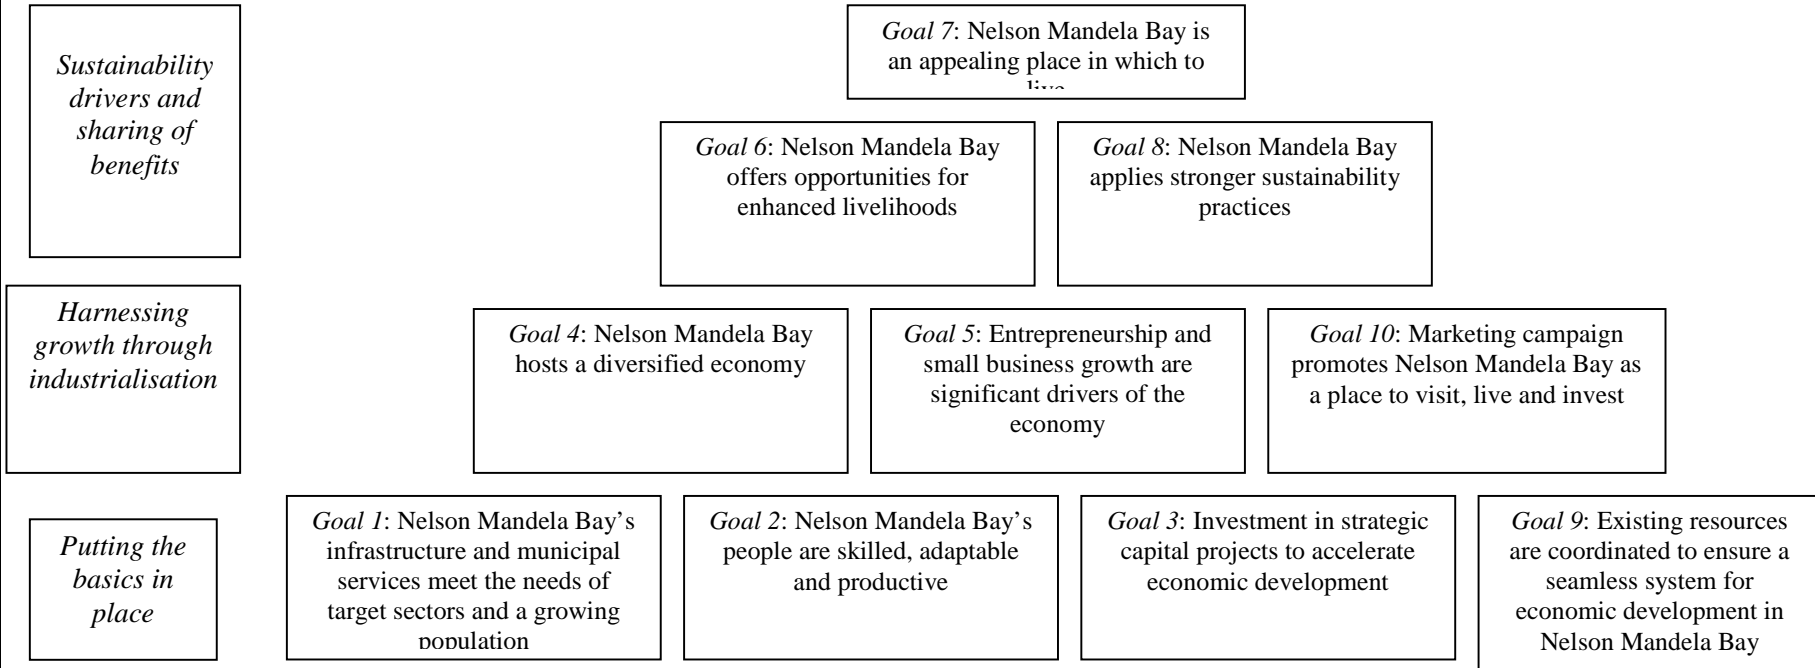 Sustainability
drivers and
sharing of
benefits
Goal 7: Nelson Mandela Bay is
an appealing place in which to
live
Goal 6: Nelson Mandela Bay
offers opportunities for
enhanced livelihoods
Goal 8: Nelson Mandela Bay
applies stronger sustainability
practices
Harnessing
growth through
industrialisation
Goal 4: Nelson Mandela Bay
hosts a diversified economy
Goal 5: Entrepreneurship and
small business growth are
significant drivers of the
economy
Goal 10: Marketing campaign
promotes Nelson Mandela Bay as
a place to visit, live and invest
Putting the
basics in
place
Goal 1: Nelson Mandela Bay’s
infrastructure and municipal
services meet the needs of
target sectors and a growing
population
Goal 2: Nelson Mandela Bay’s
people are skilled, adaptable
and productive
Goal 3: Investment in strategic
capital projects to accelerate
economic development
Goal 9: Existing resources
are coordinated to ensure a
seamless system for
economic development in
Nelson Mandela Bay